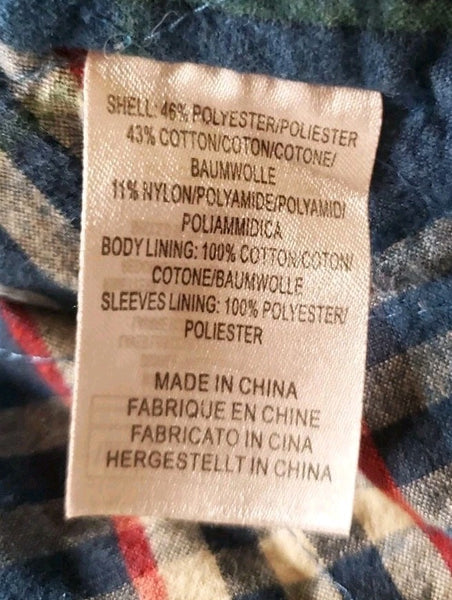 SHELL: 46% POLYESTER/POLIESTER
43% COTTON/COTON/COTONE/
BAUMWOLLE
11% NYLON/POLYAMIDE/POLYAMID/
POLIAMMIDICA
BODY LINING: 100% COTTON/COTON/
COTONE/BAUMWOLLE
SLEEVES LINING: 100% POLYESTER/
POLIESTER
MADE IN CHINA
FABRIQUE EN CHINE
FABRICATO IN CINA
HERGESTELLT IN CHINA